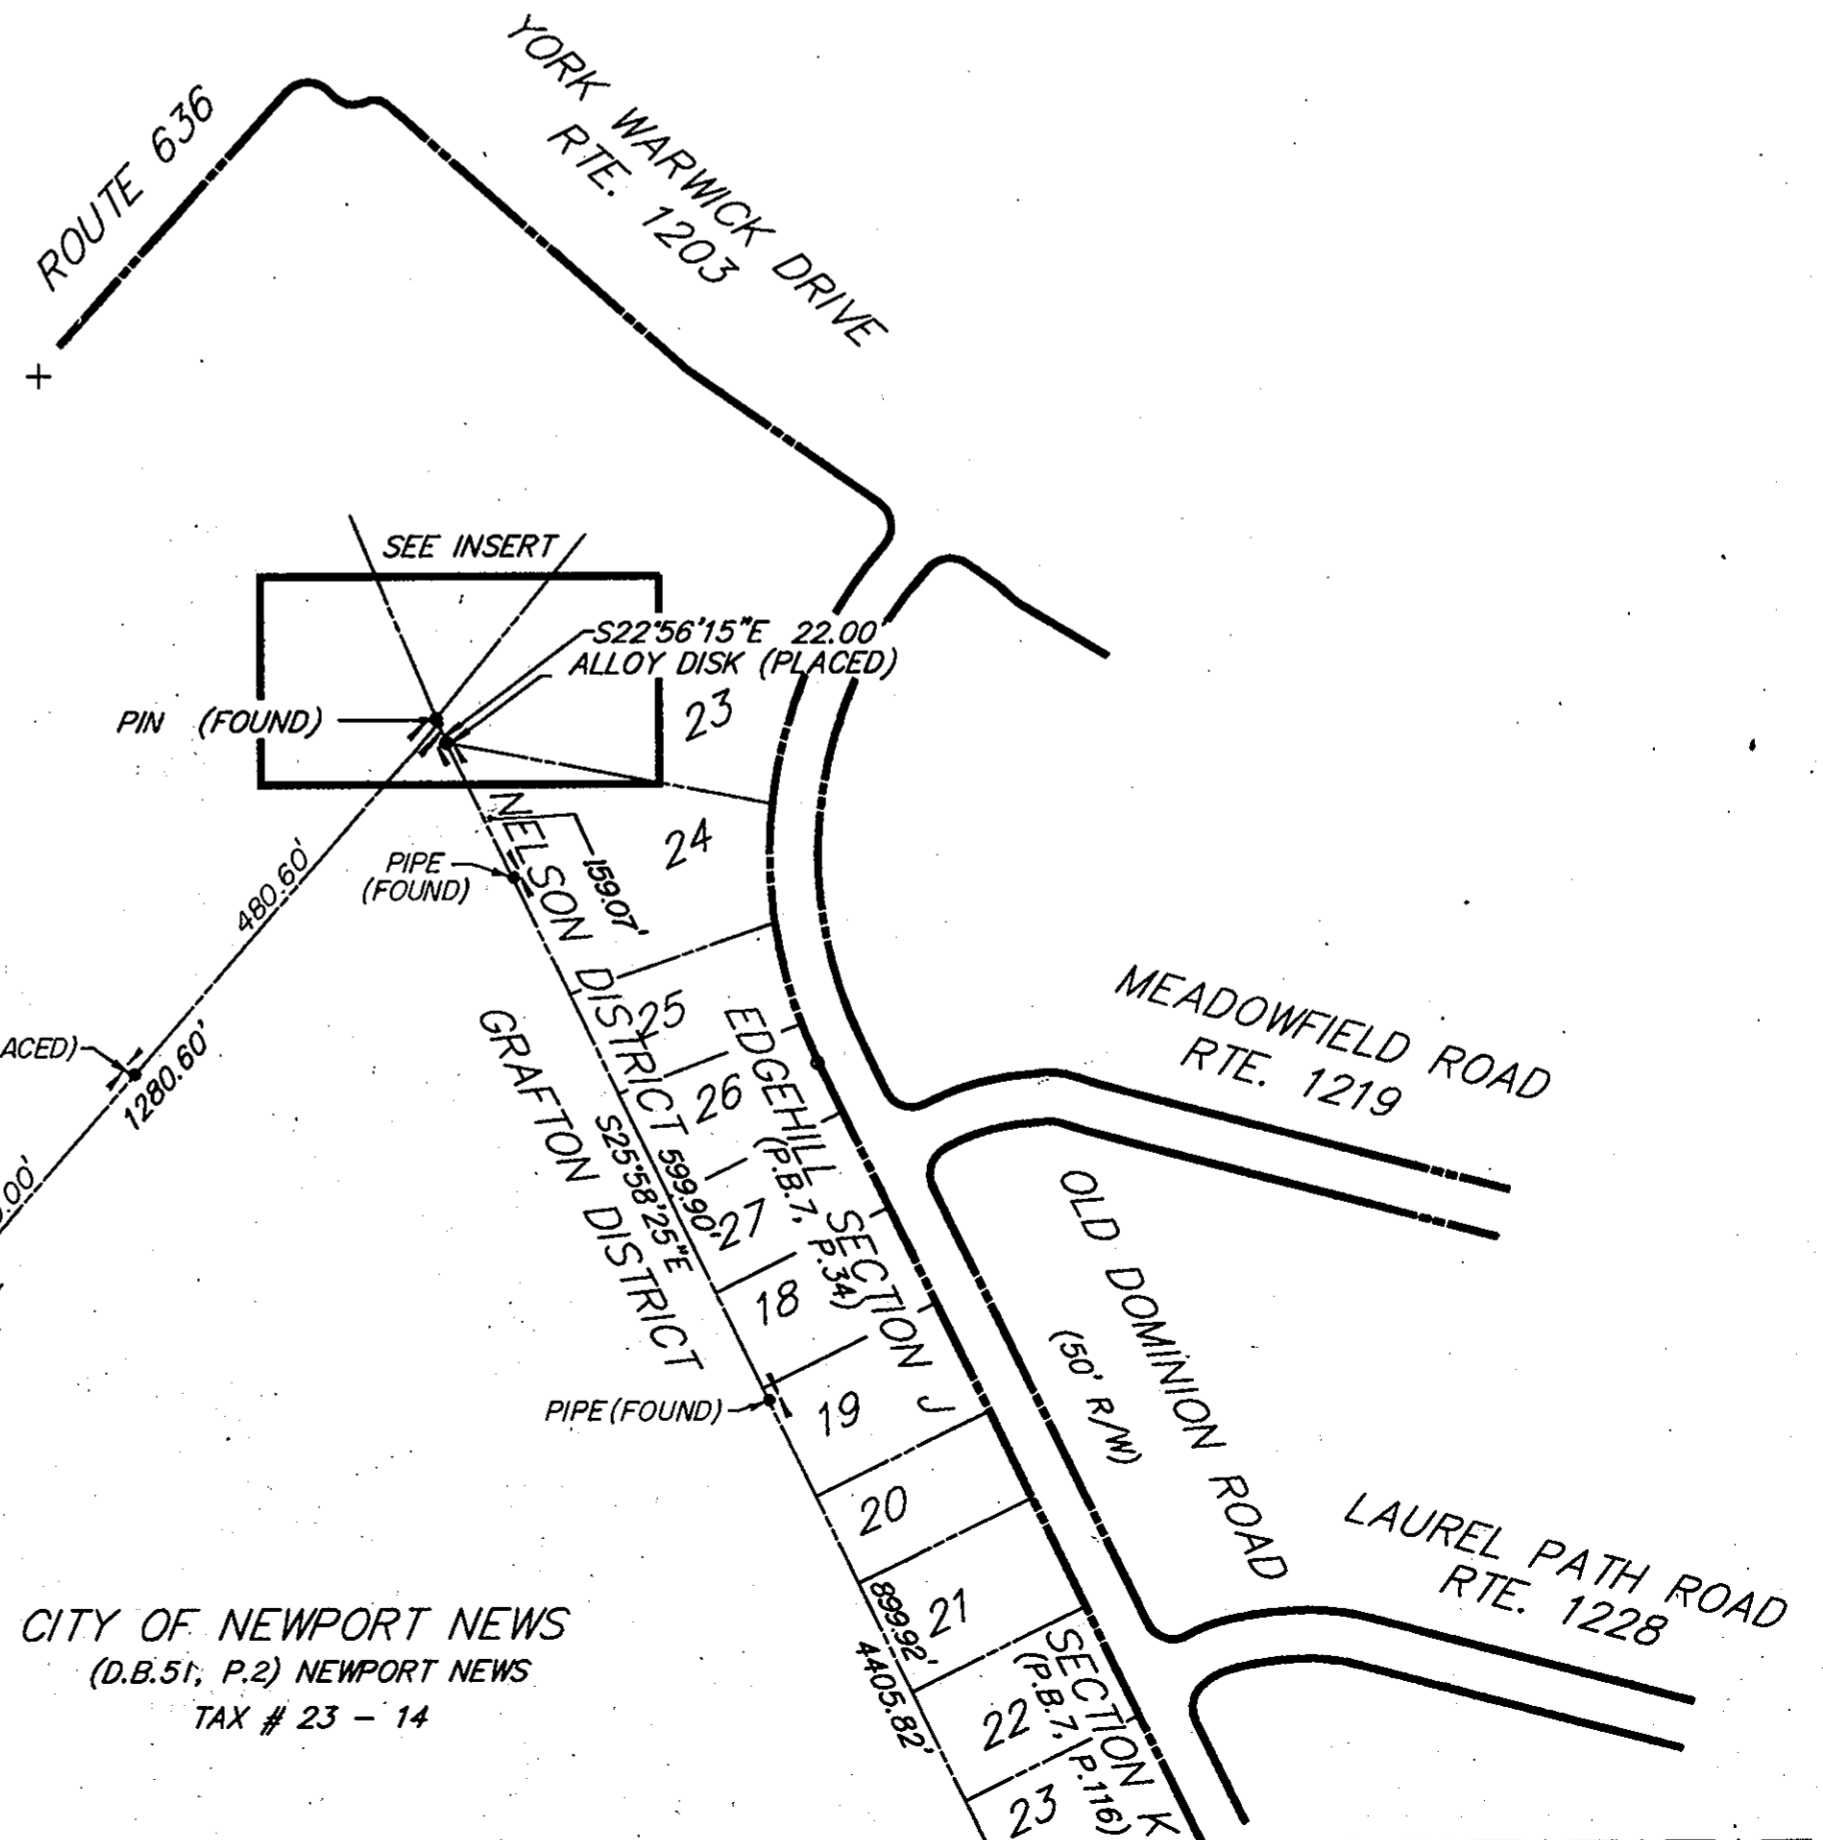 YORK WARWICK DRIVE
RTE. 1203
ROUTE 636
SEE INSERT
S22°56'15"E 22.00'
ALLOY DISK (PLACED)
PIN (FOUND)
23
24
NELSON DISTRICT
PIPE
(FOUND)
159.07'
480.60'
1280.60'
ACED)
.00'
GRAFTON DISTRICT
S25°58'25"E
599.90'
25
26
27
18
19
20
21
22
23
EDGEHILL SECTION J
(P.B.7, P.34)
MEADOWFIELD ROAD
RTE. 1219
OLD DOMINION ROAD
(50' R/W)
PIPE (FOUND)
LAUREL PATH ROAD
RTE. 1228
899.92'
4405.82'
SECTION K
(P.B.7, P.116)
CITY OF NEWPORT NEWS
(D.B.51, P.2) NEWPORT NEWS
TAX # 23 - 14